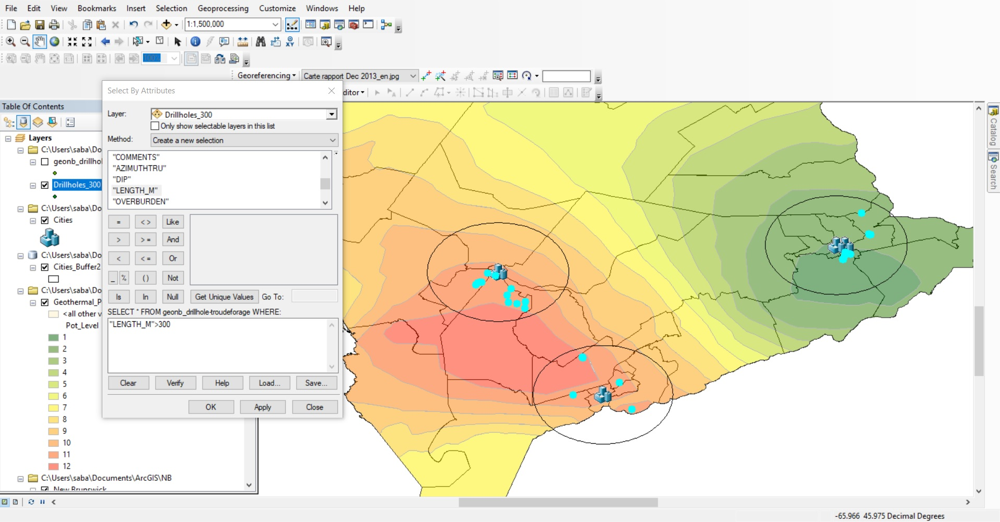 File Edit View Bookmarks Insert Selection Geoprocessing Customize Windows Help
1:1,500,000
XY
100%
Georeferencing Carte rapport Dec 2013_en.jpg
ditor
Select By Attributes
Layer: Drillholes_300
Only show selectable layers in this list
Method: Create a new selection
"COMMENTS"
"AZIMUTHTRU"
"DIP"
"LENGTH_M"
"OVERBURDEN"
= < > Like
> > = And
< < = Or
_ % ( ) Not
Is In Null Get Unique Values Go To:
SELECT * FROM geonb_drillhole-troudeforage WHERE:
"LENGTH_M">300
Clear Verify Help Load... Save...
OK Apply Close
Table Of Contents
Layers
C:\Users\saba\Do
geonb_drillhol
Drillholes_300
C:\Users\saba\Do
Cities
C:\Users\saba\Do
Cities_Buffer2
C:\Users\saba\Do
Geothermal_P
<all other v
Pot_Level
1
2
3
4
5
6
7
8
9
10
11
12
C:\Users\saba\Documents\ArcGIS\NB
New Brunswick
Catalog
Search
-65.966 45.975 Decimal Degrees